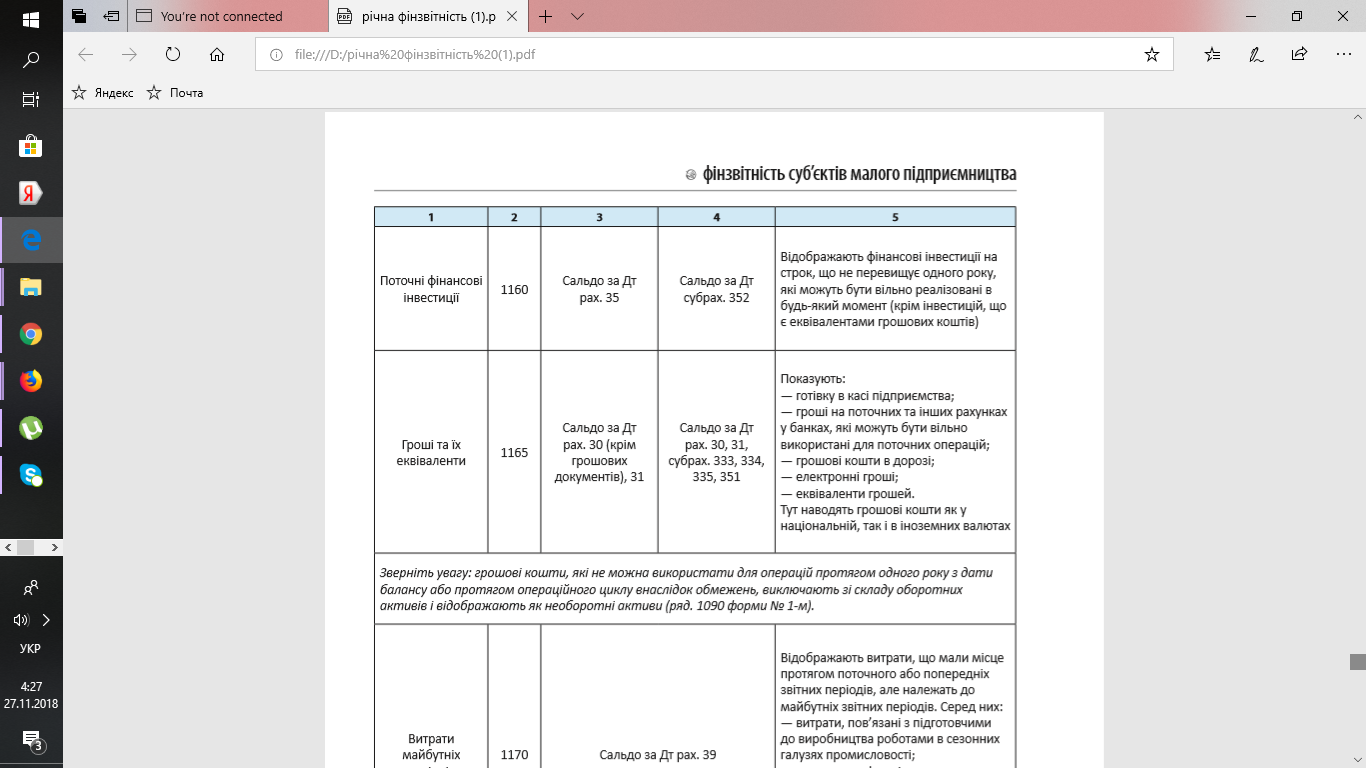 You're not connected
річна фінзвітність (1).p
file:///D:/річна%20фінзвітність%20(1).pdf
Яндекс
Почта
фінзвітність суб'єктів малого підприємництва
1 2 3 4 5
Поточні фінансові
інвестиції
1160
Сальдо за Дт
рах. 35
Сальдо за Дт
субрах. 352
Відображають фінансові інвестиції на
строк, що не перевищує одного року,
які можуть бути вільно реалізовані в
будь-який момент (крім інвестицій, що
є еквівалентами грошових коштів)
Гроші та їх
еквіваленти
1165
Сальдо за Дт
рах. 30 (крім
грошових
документів), 31
Сальдо за Дт
рах. 30, 31,
субрах. 333, 334,
335, 351
Показують:
— готівку в касі підприємства;
— гроші на поточних та інших рахунках
у банках, які можуть бути вільно
використані для поточних операцій;
— грошові кошти в дорозі;
— електронні гроші;
— еквіваленти грошей.
Тут наводять грошові кошти як у
національній, так і в іноземних валютах
Зверніть увагу: грошові кошти, які не можна використати для операцій протягом одного року з дати
балансу або протягом операційного циклу внаслідок обмежень, виключають зі складу оборотних
активів і відображають як необоротні активи (ряд. 1090 форми № 1-м).
Витрати
майбутніх
1170
Сальдо за Дт рах. 39
Відображають витрати, що мали місце
протягом поточного або попередніх
звітних періодів, але належать до
майбутніх звітних періодів. Серед них:
— витрати, пов'язані з підготовчими
до виробництва роботами в сезонних
галузях промисловості;
УКР
4:27
27.11.2018
3